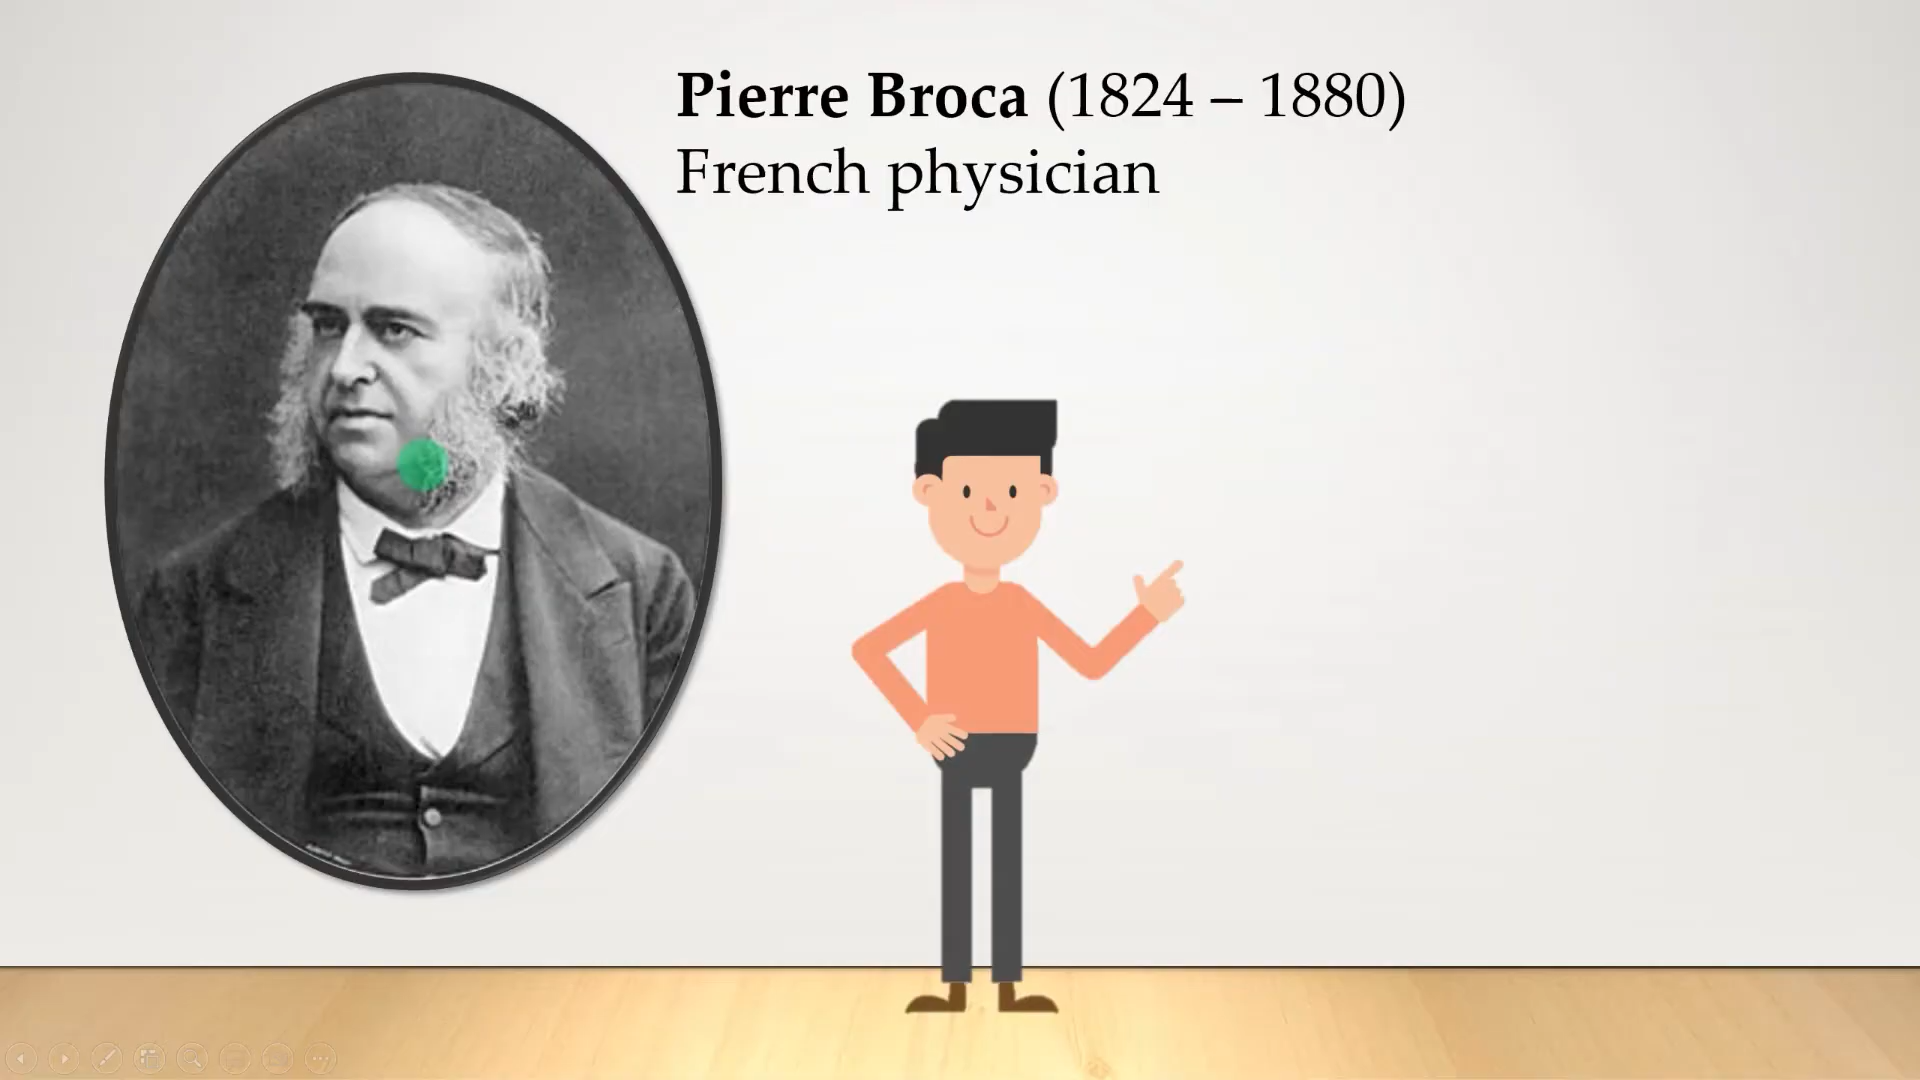 Pierre Broca (1824 – 1880)
French physician